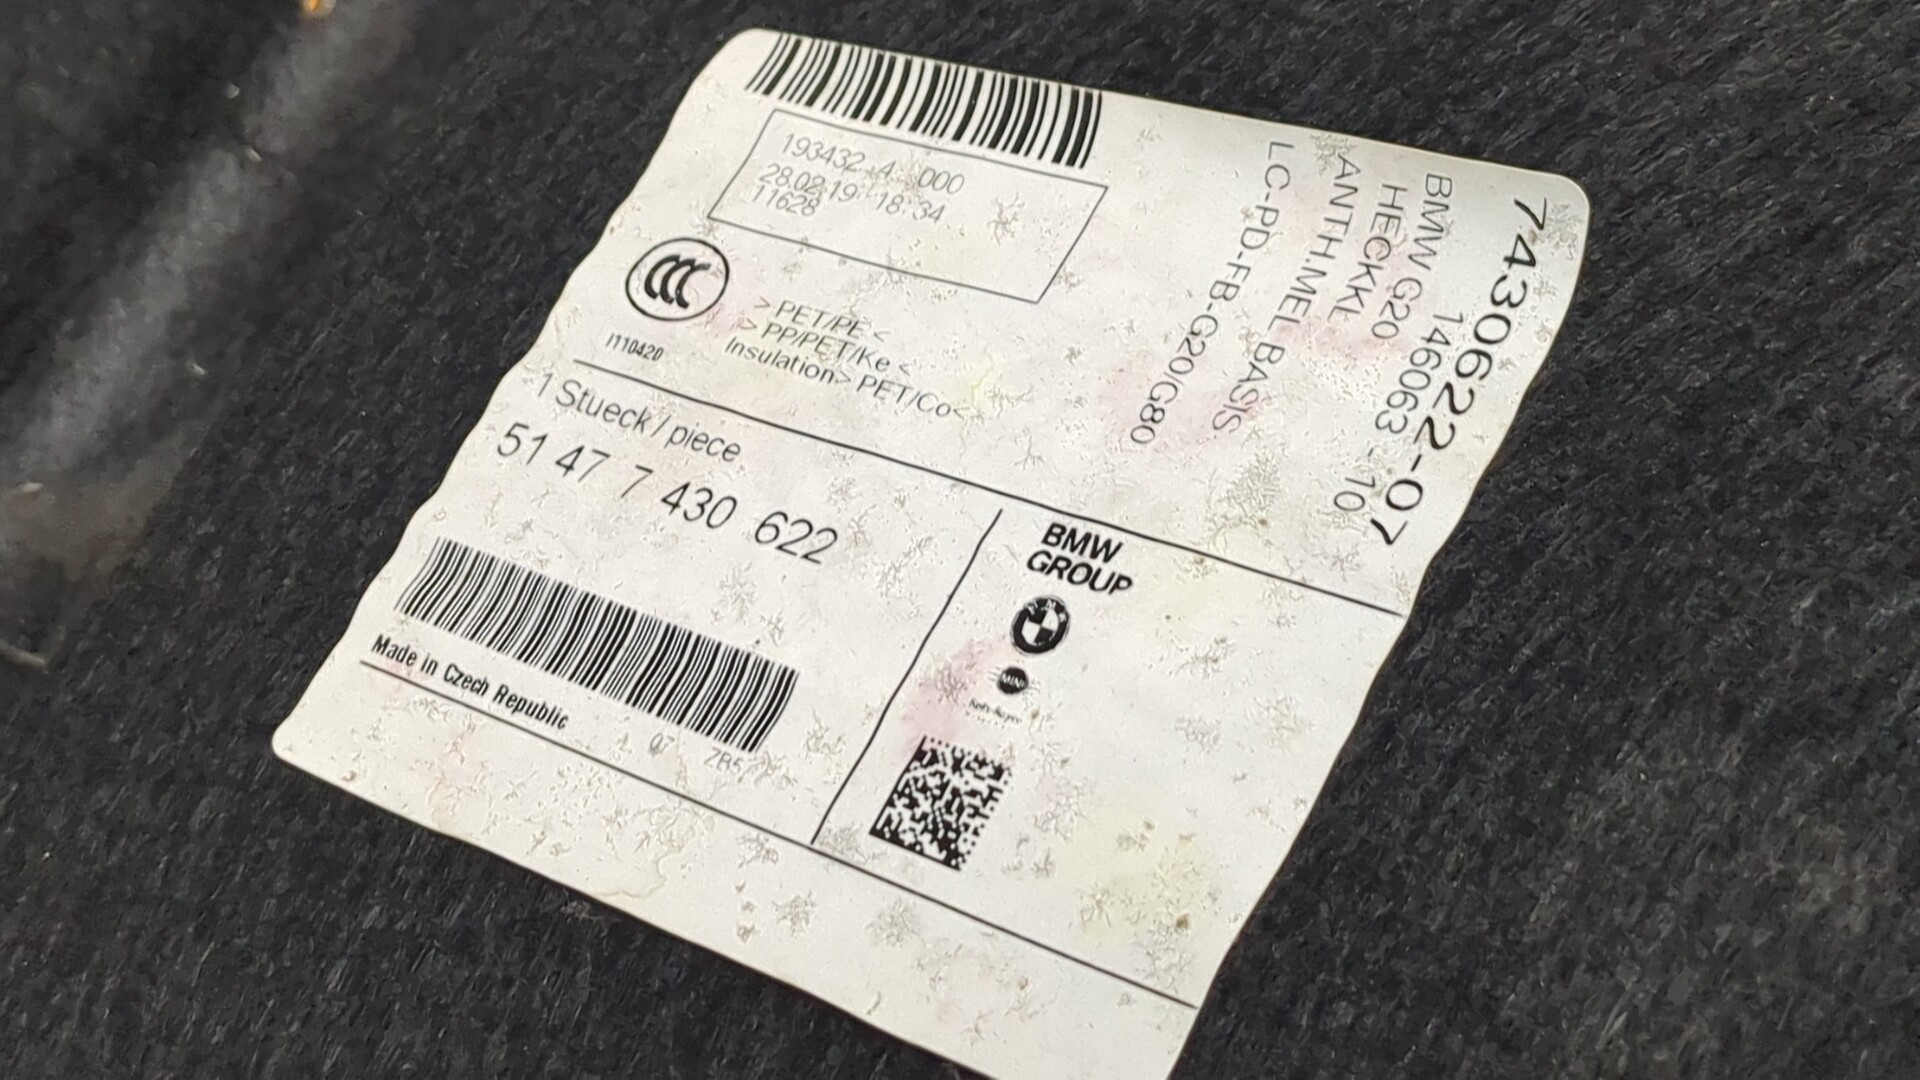 193432 4 000
28.02.19 18:34
11628
I110420
> PET/PE <
> PP/PET/Ke <
Insulation> PET/Co<
7430622-07
146063 -10
BMW G20
HECKKL
ANTH.MEL BASIS
LC-PD-FB-G20/G80
1 Stueck / piece
51 47 7 430 622
Made in Czech Republic
07
BMW
GROUP
MINI